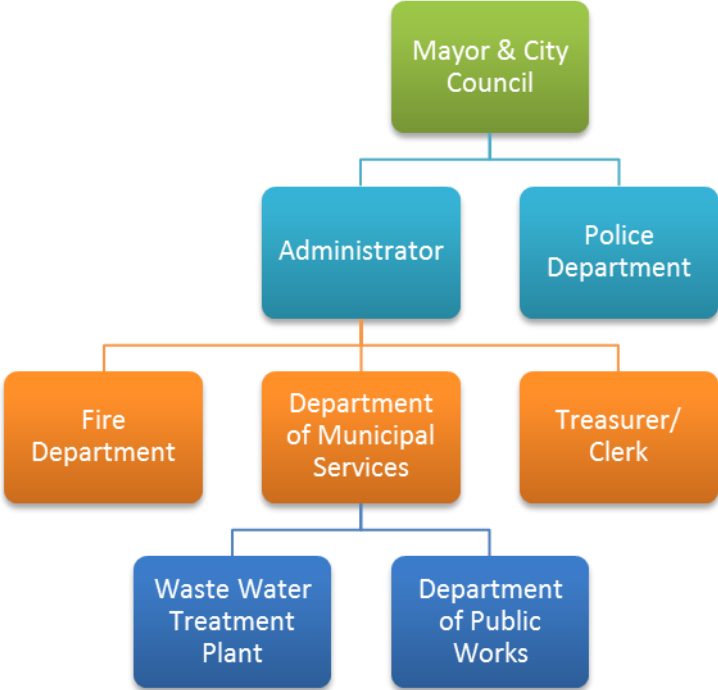 Mayor & City
Council
Administrator
Police
Department
Fire
Department
Department
of Municipal
Services
Treasurer/
Clerk
Waste Water
Treatment
Plant
Department
of Public
Works